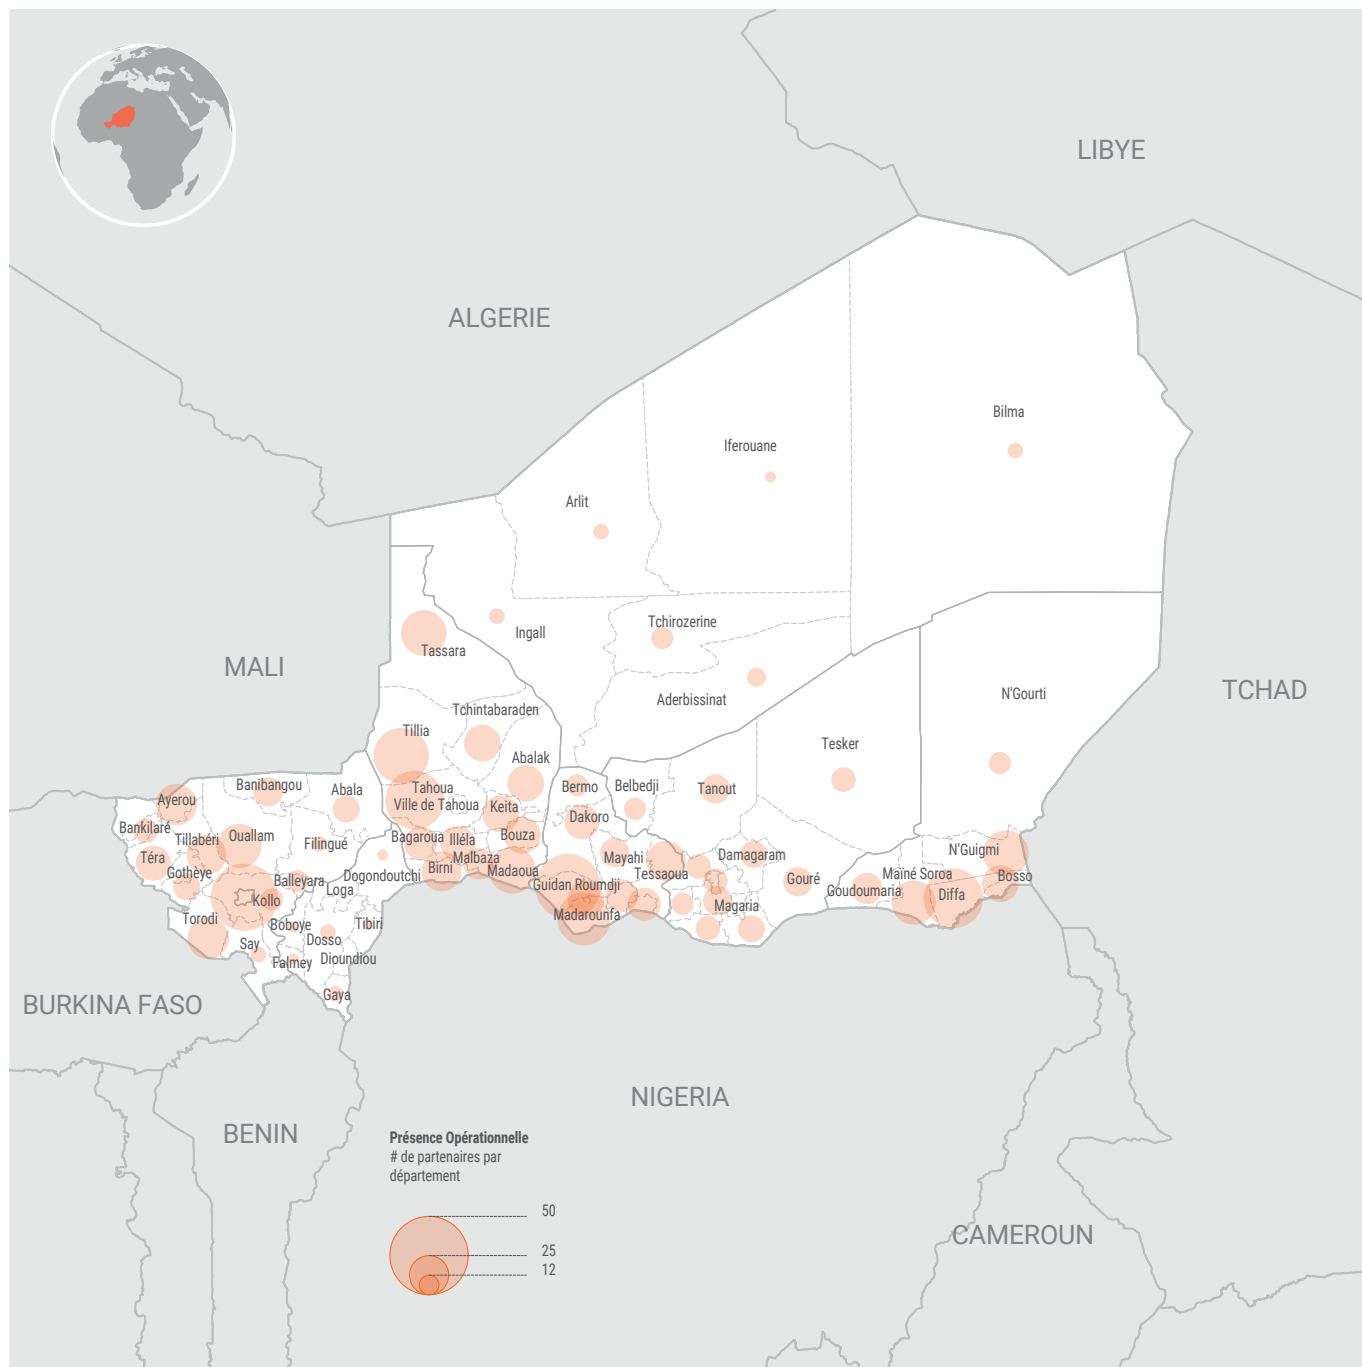 LIBYE
ALGERIE
Bilma
Iferouane
Arlit
Tchirozerine
Ingall
Tassara
MALI
TCHAD
N'Gourti
Aderbissinat
Tchintabaraden
Tillia
Tesker
Abalak
Banibangou
Abala
Tahoua
Bermo
Belbedji
Tanout
Ayerou
Ville de Tahoua
Keita
Dakoro
Bankilaré
Tillabéri
Ouallam
Filingué
Bagaroua
Illéla
Bouza
Téra
Malbaza
Mayahi
Damagaram
N'Guigmi
Gothèye
Balleyara
Dogondoutchi
Birni
Madaoua
Tessaoua
Gouré
Maïné Soroa
Bosso
Loga
Guidan Roumdji
Goudoumaria
Diffa
Kollo
Torodi
Boboye
Tibiri
Madarounfa
Magaria
Say
Dosso
Falmey
Dioundiou
Gaya
BURKINA FASO
NIGERIA
BENIN
CAMEROUN
Présence Opérationnelle
# de partenaires par
département
50
25
12